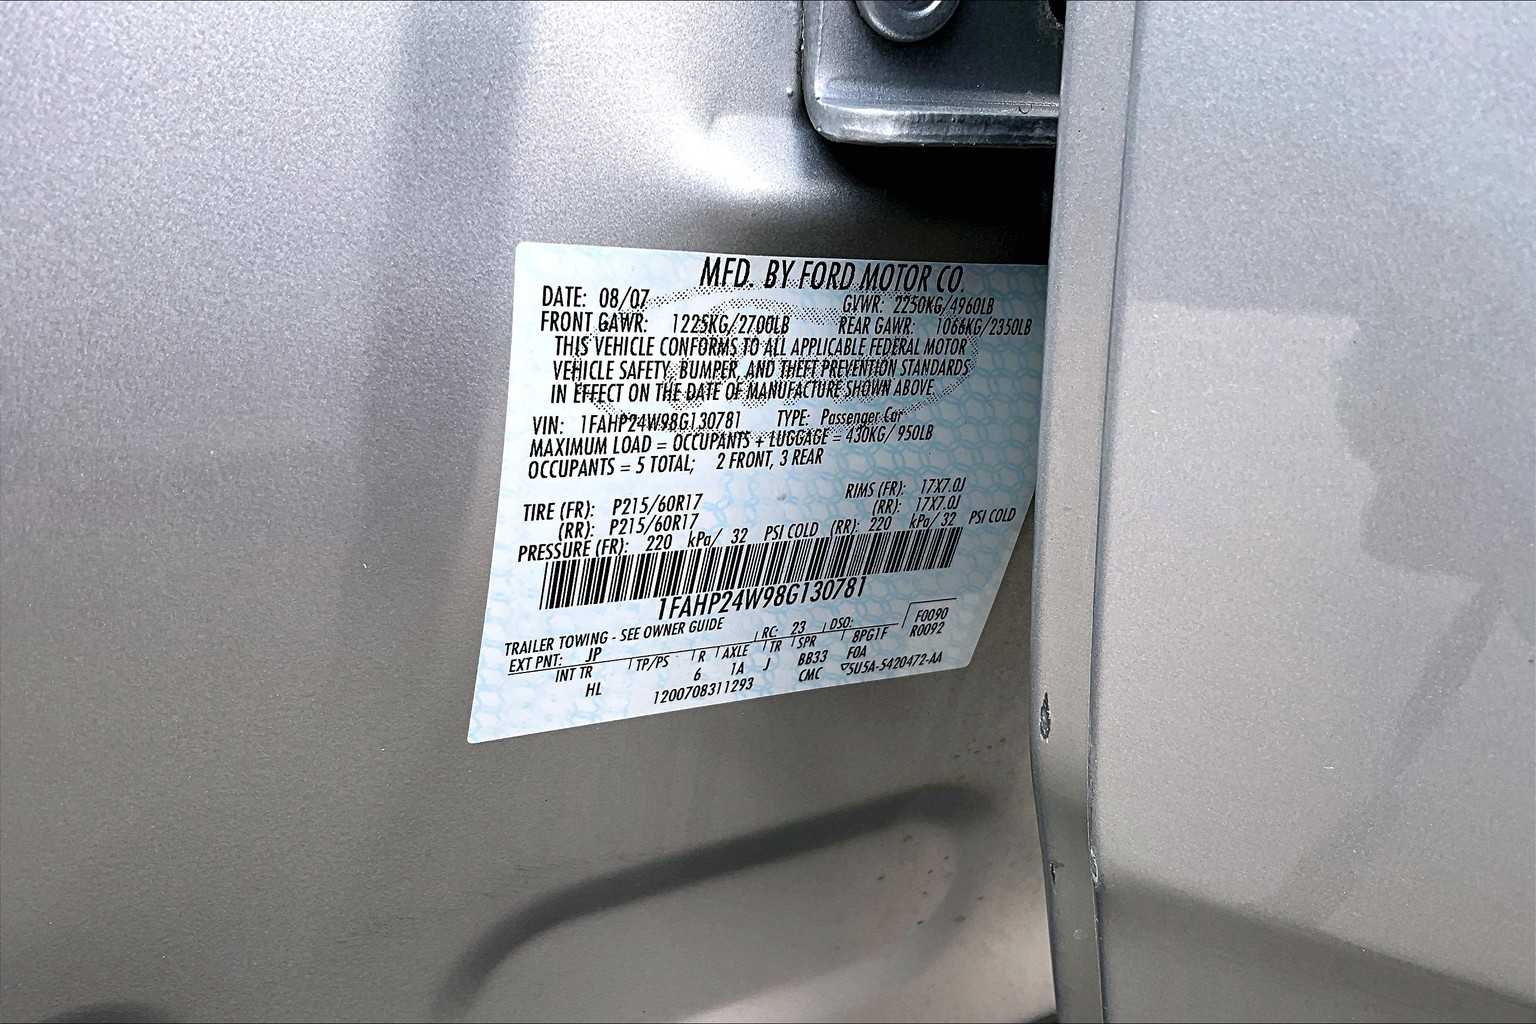 MFD. BY FORD MOTOR CO.
DATE: 08/07 GVWR: 2250KG/4960LB
FRONT GAWR: 1225KG/2700LB REAR GAWR: 1066KG/2350LB
THIS VEHICLE CONFORMS TO ALL APPLICABLE FEDERAL MOTOR
VEHICLE SAFETY, BUMPER, AND THEFT PREVENTION STANDARDS
IN EFFECT ON THE DATE OF MANUFACTURE SHOWN ABOVE.
VIN: 1FAHP24W98G130781 TYPE: Passenger Car
MAXIMUM LOAD = OCCUPANTS + LUGGAGE = 430KG/ 950LB
OCCUPANTS = 5 TOTAL; 2 FRONT, 3 REAR
TIRE (FR): P215/60R17 RIMS (FR): 17X7.0J
(RR): P215/60R17 (RR): 17X7.0J
PRESSURE (FR): 220 kPa/ 32 PSI COLD (RR): 220 kPa/ 32 PSI COLD
1FAHP24W98G130781
TRAILER TOWING - SEE OWNER GUIDE RC: 23 DSO: F0090
EXT PNT: JP R0092
INT TR TP/PS R AXLE TR SPR 8PG1F
HL 6 1A J BB33 FOA
1200708311293 CMC ▽5U5A-5420472-AA